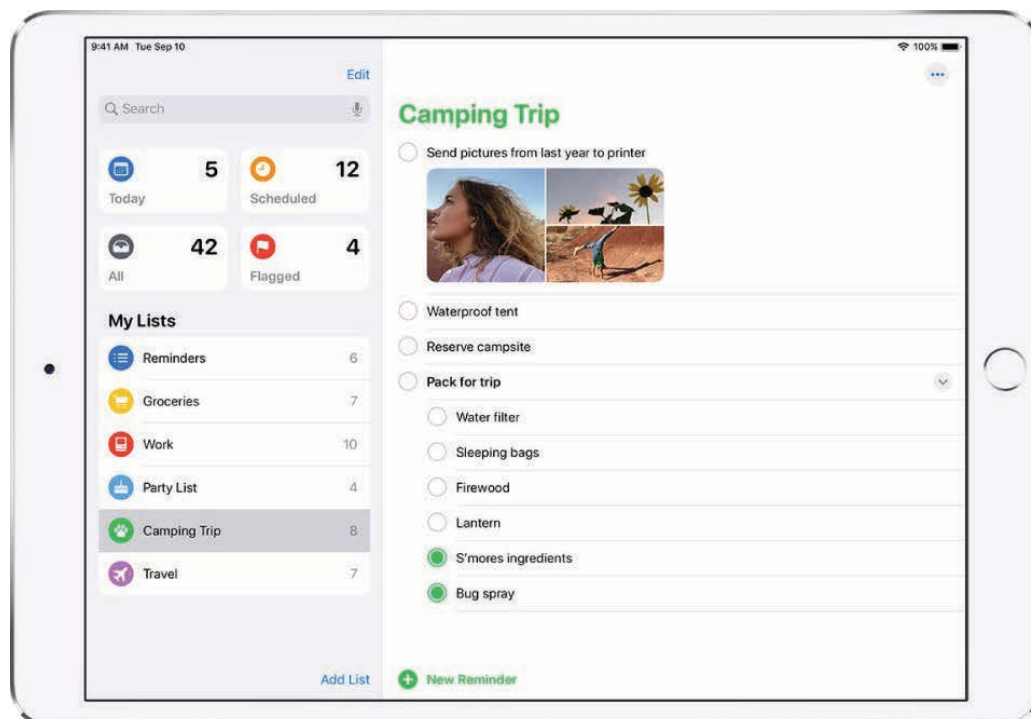 9:41 AM Tue Sep 10
100%
Edit
Search
5
Today
12
Scheduled
42
All
4
Flagged
My Lists
Reminders 6
Groceries 7
Work 10
Party List 4
Camping Trip 8
Travel 7
Add List
Camping Trip
Send pictures from last year to printer
Waterproof tent
Reserve campsite
Pack for trip
Water filter
Sleeping bags
Firewood
Lantern
S'mores ingredients
Bug spray
New Reminder